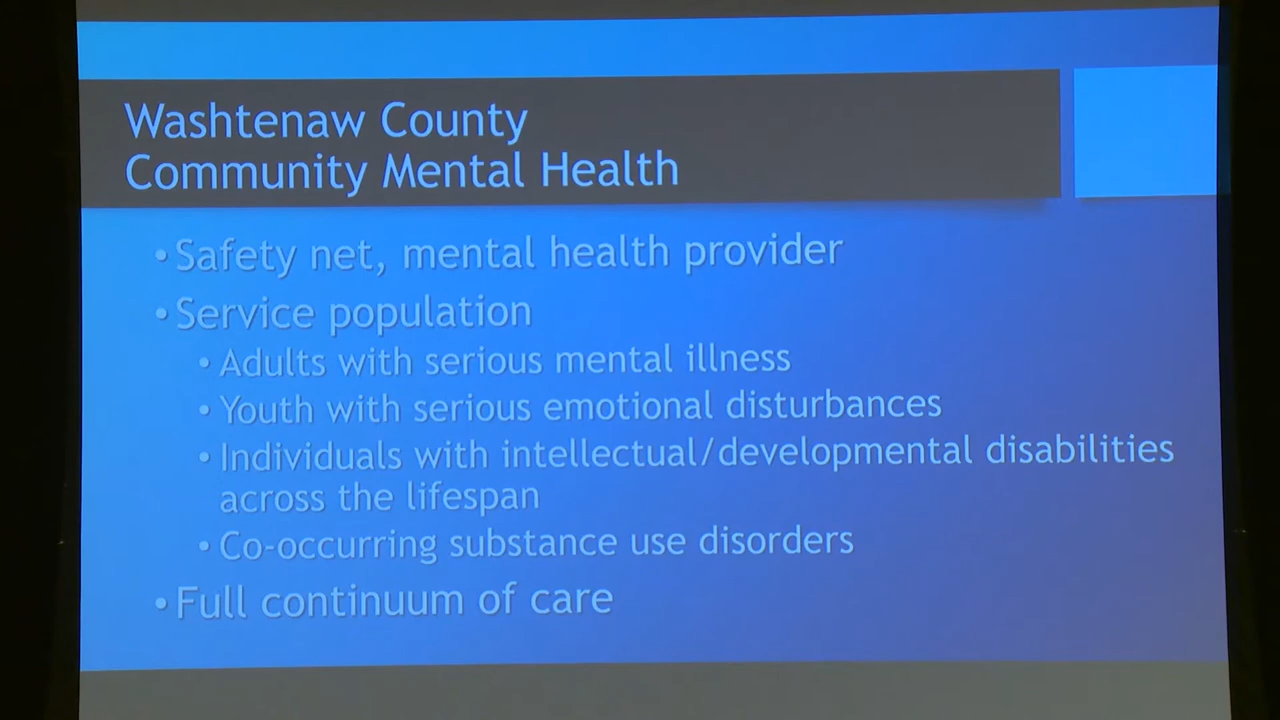 Washtenaw County
Community Mental Health
• Safety net, mental health provider
• Service population
• Adults with serious mental illness
• Youth with serious emotional disturbances
• Individuals with intellectual/developmental disabilities
across the lifespan
• Co-occurring substance use disorders
• Full continuum of care